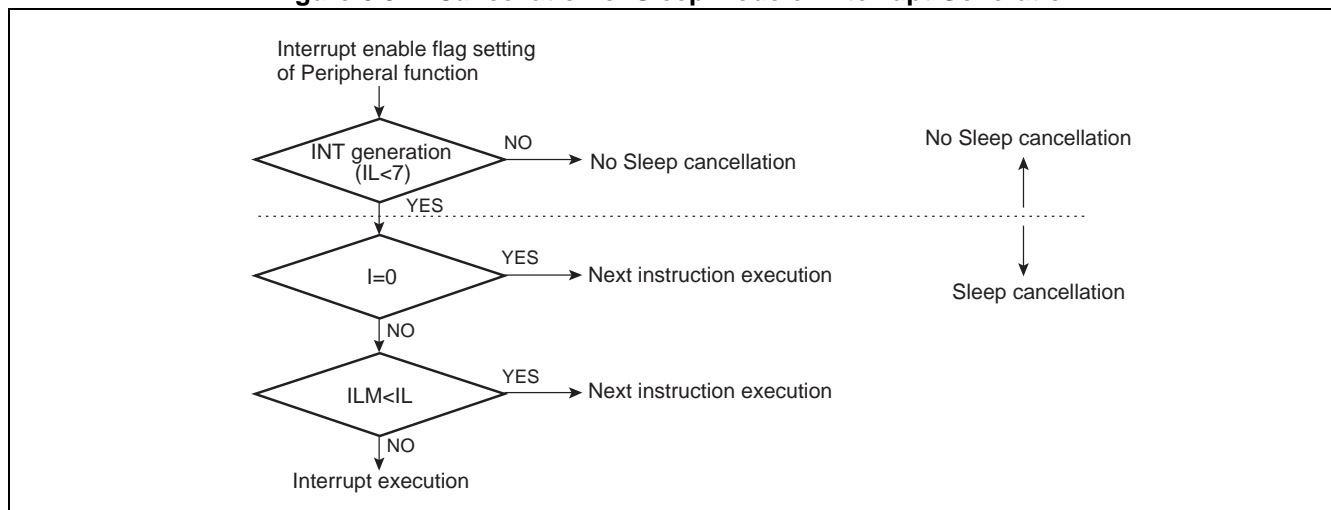 Interrupt enable flag setting
of Peripheral function
INT generation
(IL<7)
NO
No Sleep cancellation
No Sleep cancellation
YES
I=0
YES
Next instruction execution
Sleep cancellation
NO
ILM<IL
YES
Next instruction execution
NO
Interrupt execution